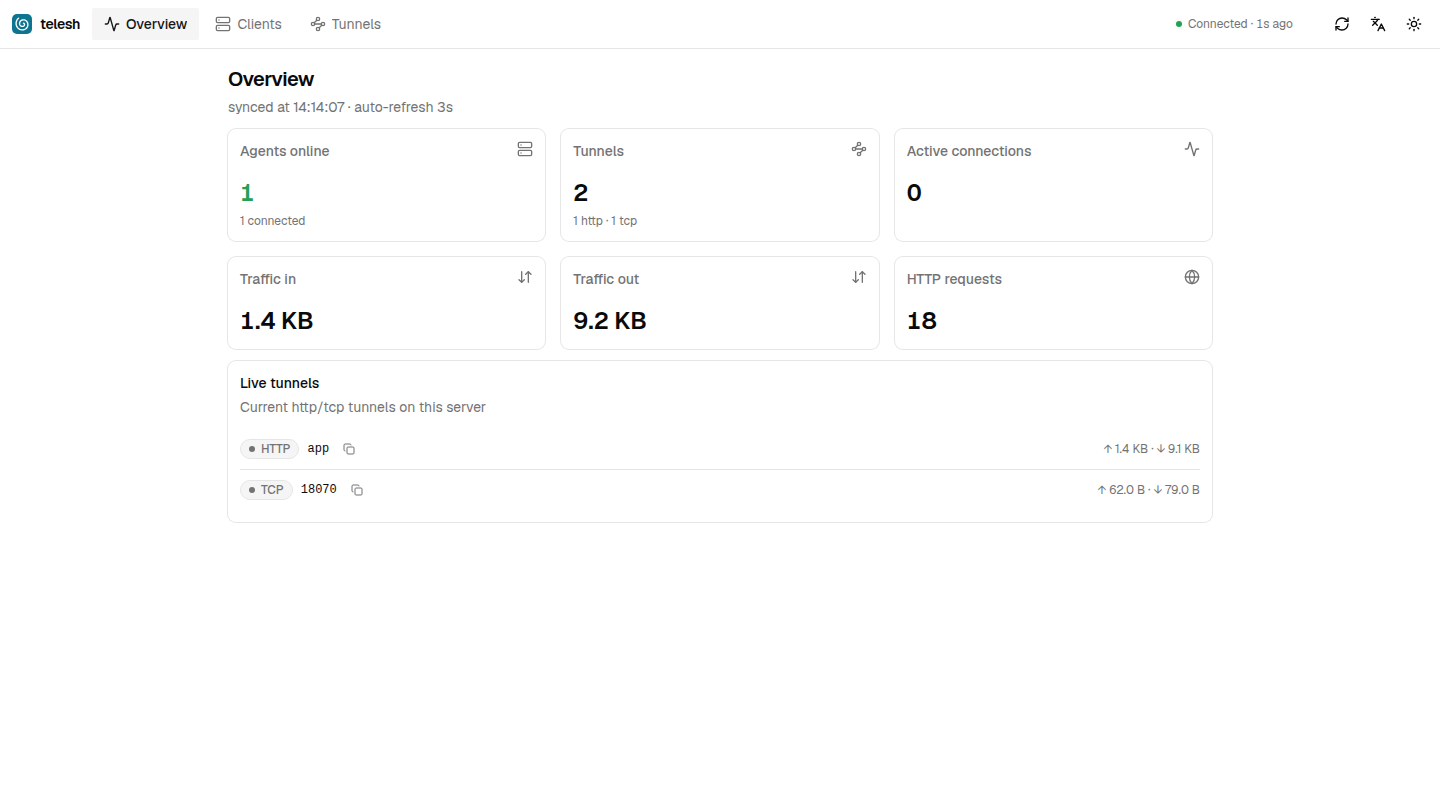 telesh Overview Clients Tunnels Connected · 1s ago
Overview
synced at 14:14:07 · auto-refresh 3s
Agents online Tunnels Active connections
1 2 0
1 connected 1 http · 1 tcp
Traffic in Traffic out HTTP requests
1.4 KB 9.2 KB 18
Live tunnels
Current http/tcp tunnels on this server
HTTP app ↑ 1.4 KB · ↓ 9.1 KB
TCP 18070 ↑ 62.0 B · ↓ 79.0 B